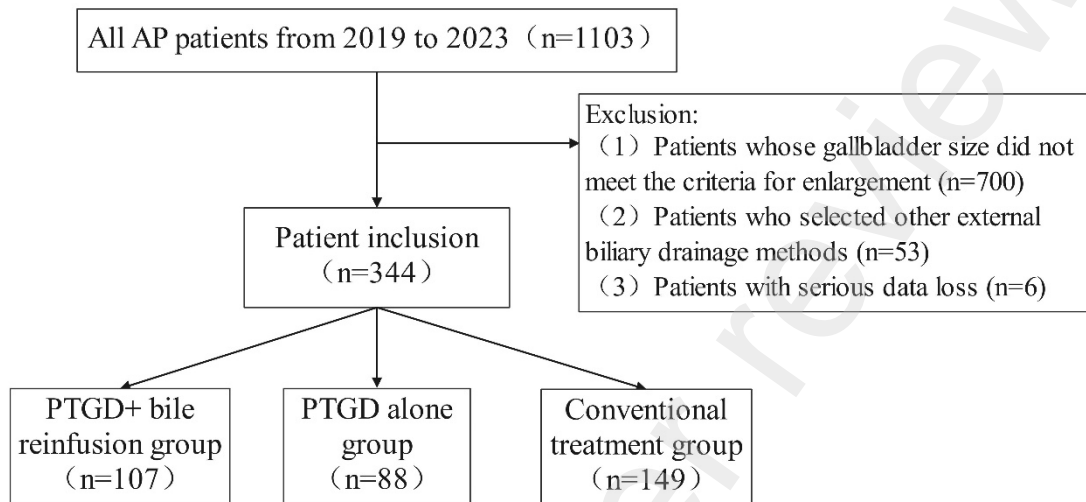 All AP patients from 2019 to 2023（n=1103）
Exclusion:
（1）Patients whose gallbladder size did not
meet the criteria for enlargement (n=700)
（2）Patients who selected other external
biliary drainage methods (n=53)
（3）Patients with serious data loss (n=6)
Patient inclusion
（n=344）
PTGD+ bile
reinfusion group
（n=107）
PTGD alone
group
（n=88）
Conventional
treatment group
（n=149）
er review